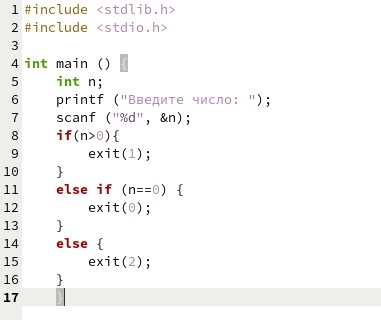 1 #include <stdlib.h>
2 #include <stdio.h>
3
4 int main () {
5     int n;
6     printf ("Введите число: ");
7     scanf ("%d", &n);
8     if(n>0){
9         exit(1);
10     }
11     else if (n==0) {
12         exit(0);
13     }
14     else {
15         exit(2);
16     }
17     }